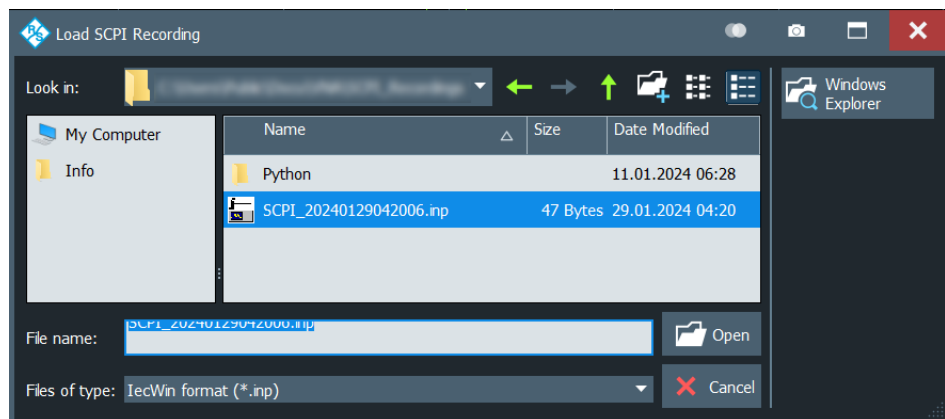 Load SCPI Recording
Look in:
Windows Explorer
My Computer
Info
Name Size Date Modified
Python 11.01.2024 06:28
SCPI_20240129042006.inp 47 Bytes 29.01.2024 04:20
File name: SCPI_20240129042006.inp Open
Files of type: IecWin format (*.inp) Cancel